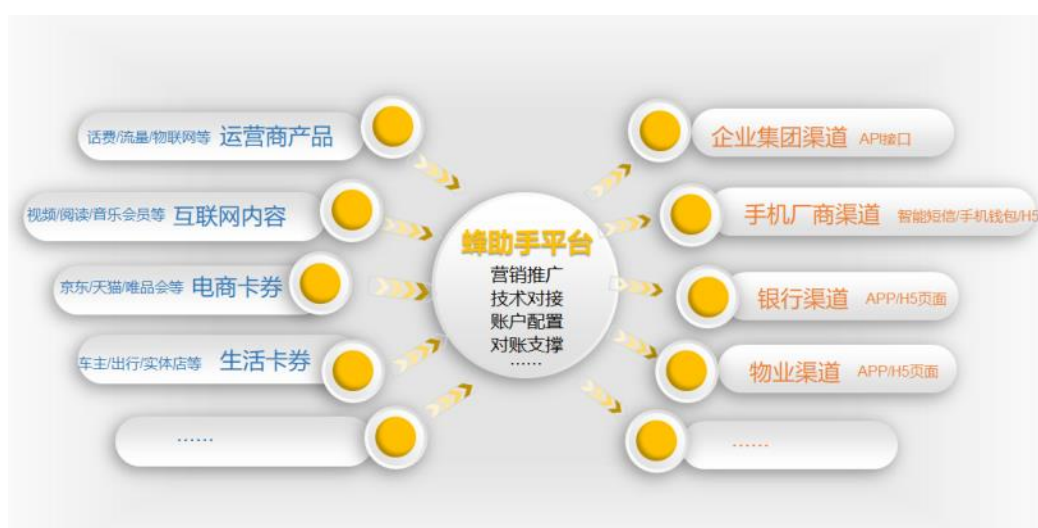 话费/流量/物联网等 运营商产品
视频/阅读/音乐会员等 互联网内容
京东/天猫/唯品会等 电商卡券
车主/出行/实体店等 生活卡券
······
蜂助手平台
营销推广
技术对接
账户配置
对账支撑
······
企业集团渠道 API接口
手机厂商渠道 智能短信/手机钱包/H5
银行渠道 APP/H5页面
物业渠道 APP/H5页面
······